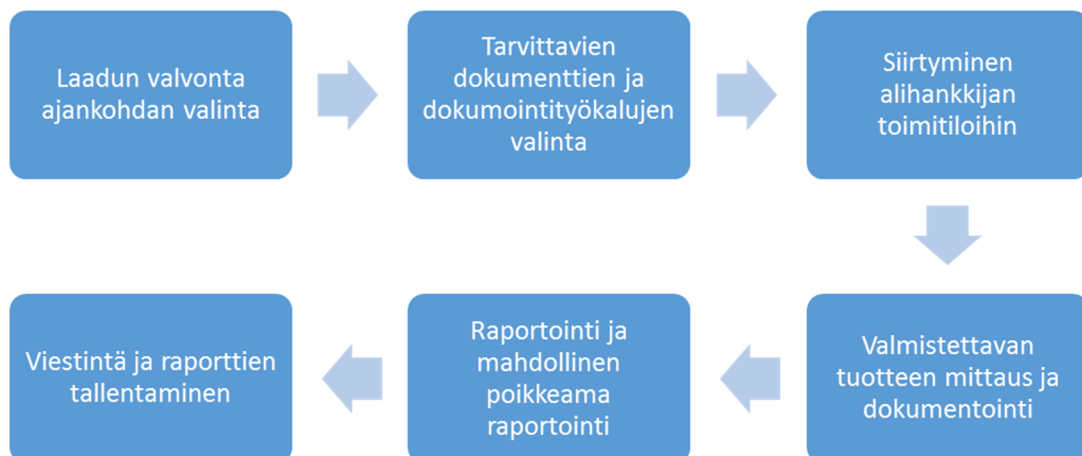 Laadun valvonta
ajankohdan valinta
Tarvittavien
dokumenttien ja
dokumointityökalujen
valinta
Siirtyminen
alihankkijan
toimitiloihin
Valmistettavan
tuotteen mittaus ja
dokumentointi
Raportointi ja
mahdollinen
poikkeama
raportointi
Viestintä ja raporttien
tallentaminen